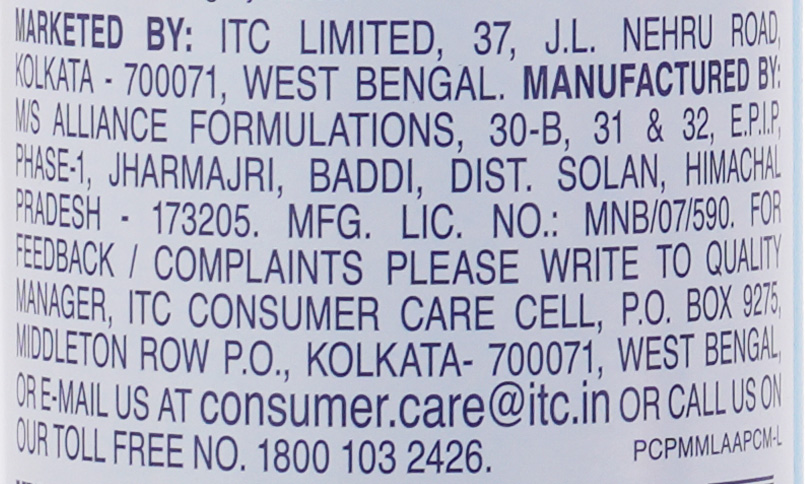 MARKETED BY: ITC LIMITED, 37, J.L. NEHRU ROAD,
KOLKATA - 700071, WEST BENGAL. MANUFACTURED BY:
M/S ALLIANCE FORMULATIONS, 30-B, 31 & 32, E.P.I.P,
PHASE-1, JHARMAJRI, BADDI, DIST. SOLAN, HIMACHAL
PRADESH - 173205. MFG. LIC. NO.: MNB/07/590. FOR
FEEDBACK / COMPLAINTS PLEASE WRITE TO QUALITY
MANAGER, ITC CONSUMER CARE CELL, P.O. BOX 9275,
MIDDLETON ROW P.O., KOLKATA- 700071, WEST BENGAL,
OR E-MAIL US AT consumer.care@itc.in OR CALL US ON
OUR TOLL FREE NO. 1800 103 2426. PCPMMLAAPCM-L